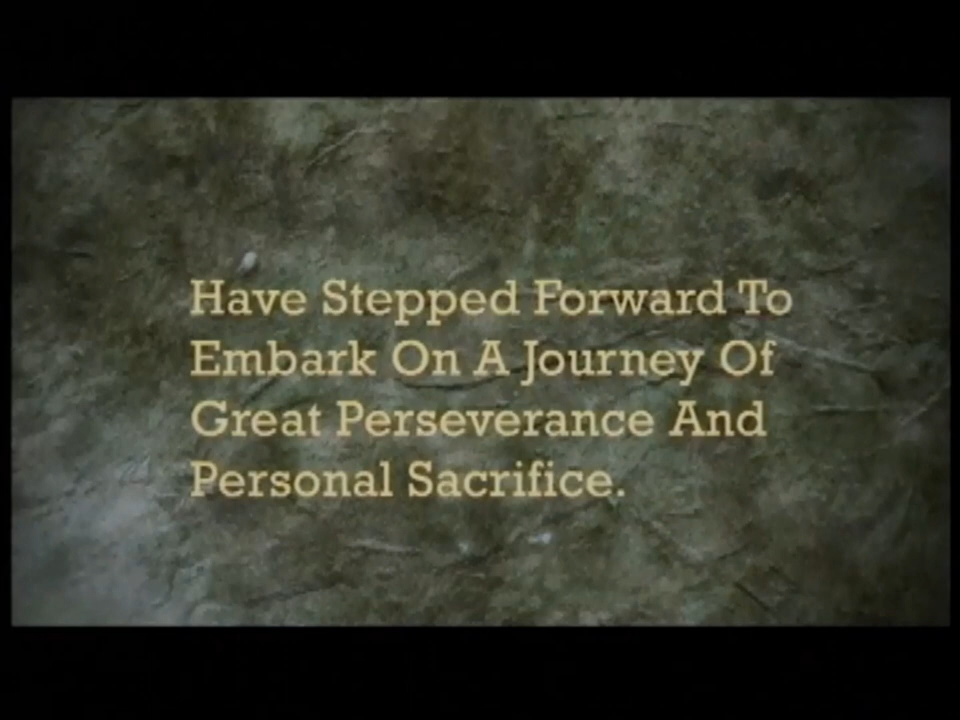 Have Stepped Forward To
Embark On A Journey Of
Great Perseverance And
Personal Sacrifice.